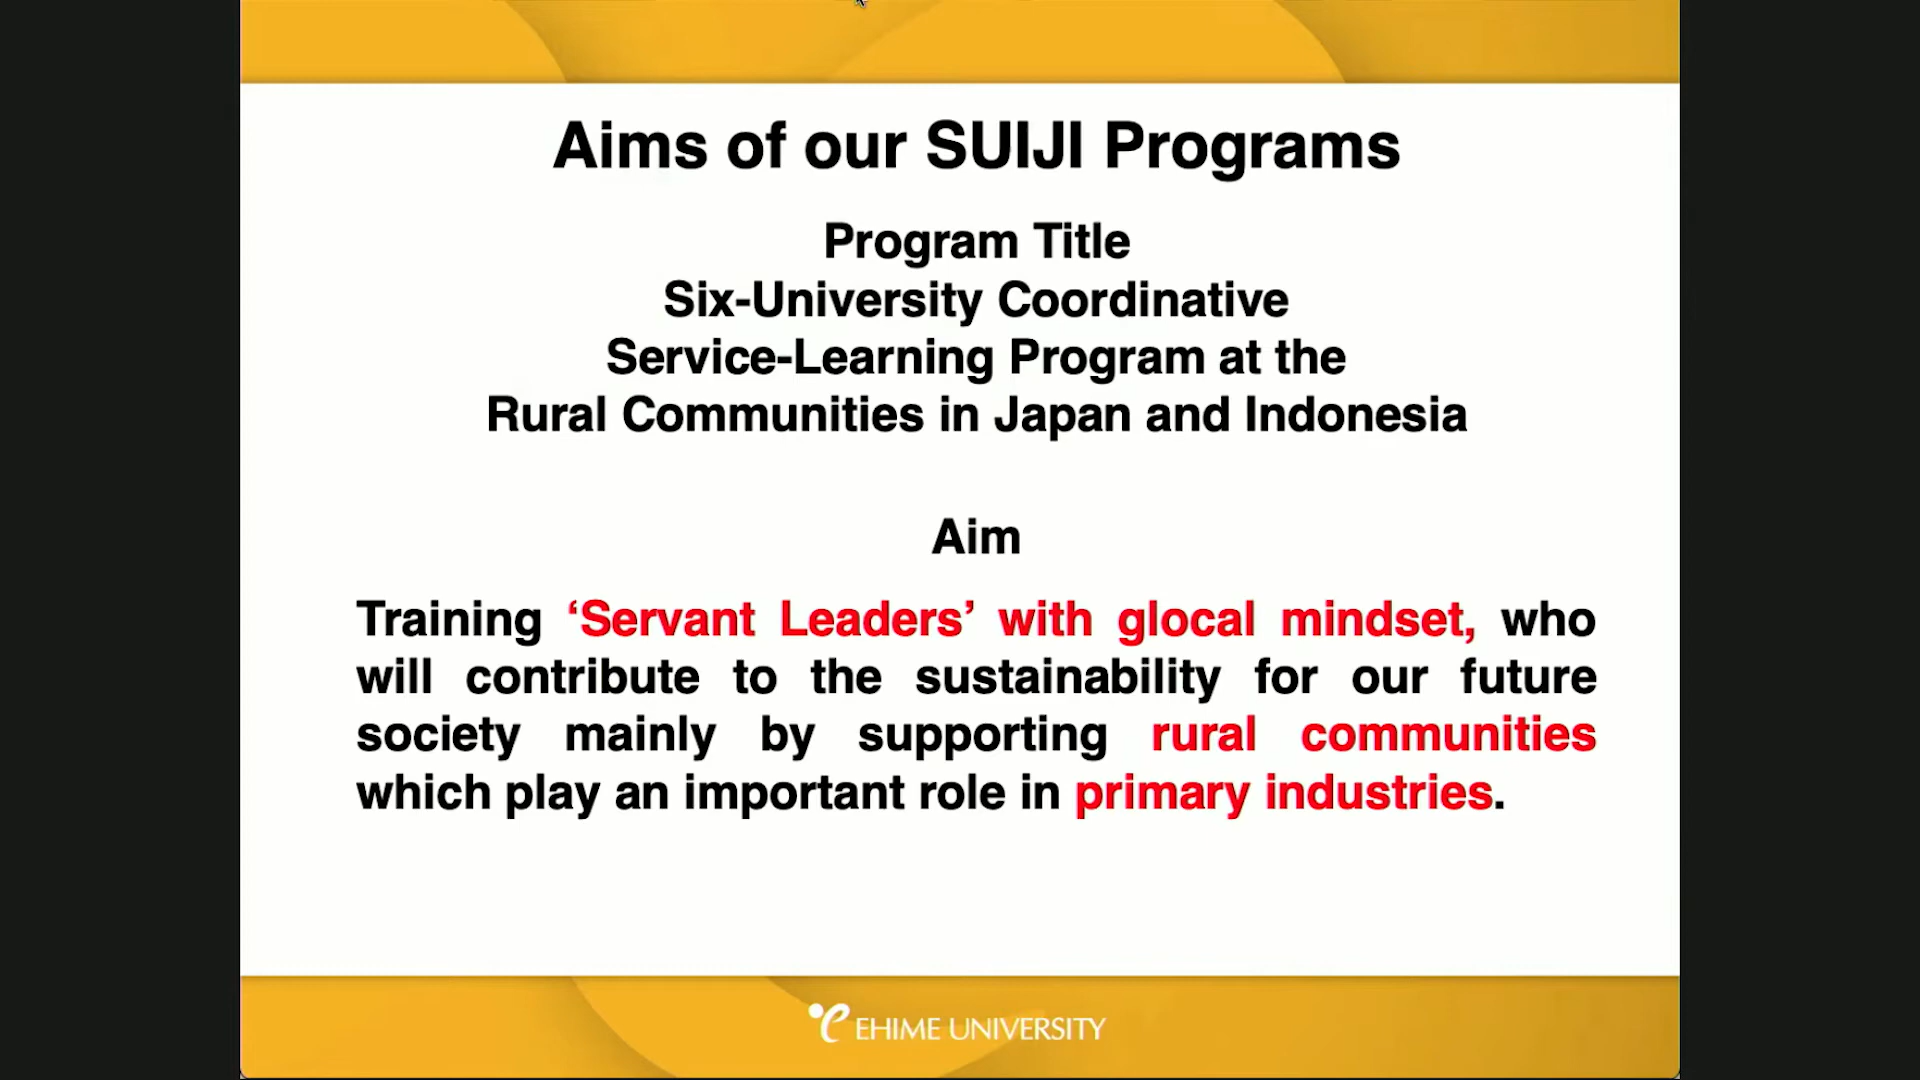 Aims of our SUIJI Programs
Program Title
Six-University Coordinative
Service-Learning Program at the
Rural Communities in Japan and Indonesia
Aim
Training ‘Servant Leaders’ with glocal mindset, who
will contribute to the sustainability for our future
society mainly by supporting rural communities
which play an important role in primary industries.
EHIME UNIVERSITY